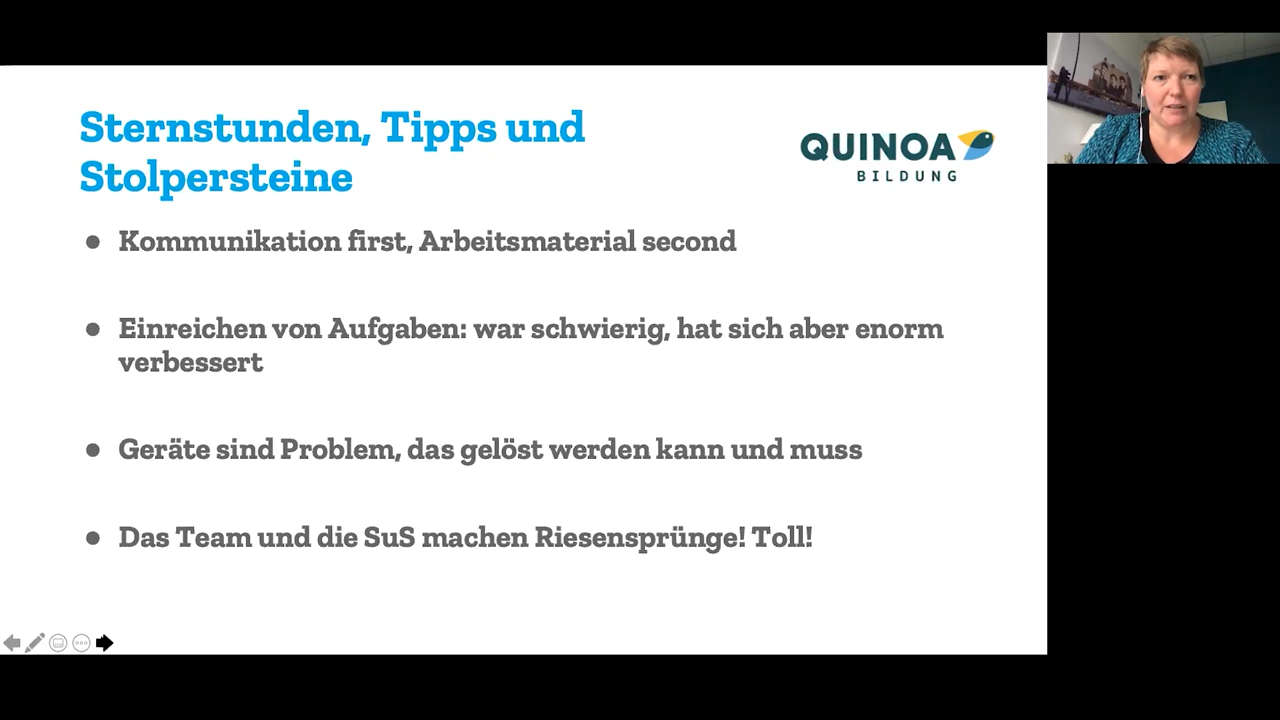 Sternstunden, Tipps und
Stolpersteine
QUINOA
BILDUNG
● Kommunikation first, Arbeitsmaterial second
● Einreichen von Aufgaben: war schwierig, hat sich aber enorm
verbessert
● Geräte sind Problem, das gelöst werden kann und muss
● Das Team und die SuS machen Riesensprünge! Toll!